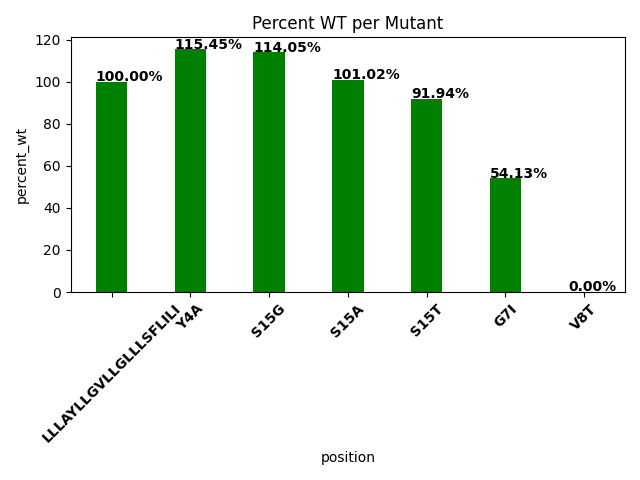 Percent WT per Mutant
percent_wt
120
100
80
60
40
20
0
100.00%
115.45%
114.05%
101.02%
91.94%
54.13%
0.00%
LLLAYLLGVLLGLLLSFLILI
Y4A
S15G
S15A
S15T
G7I
V8T
position